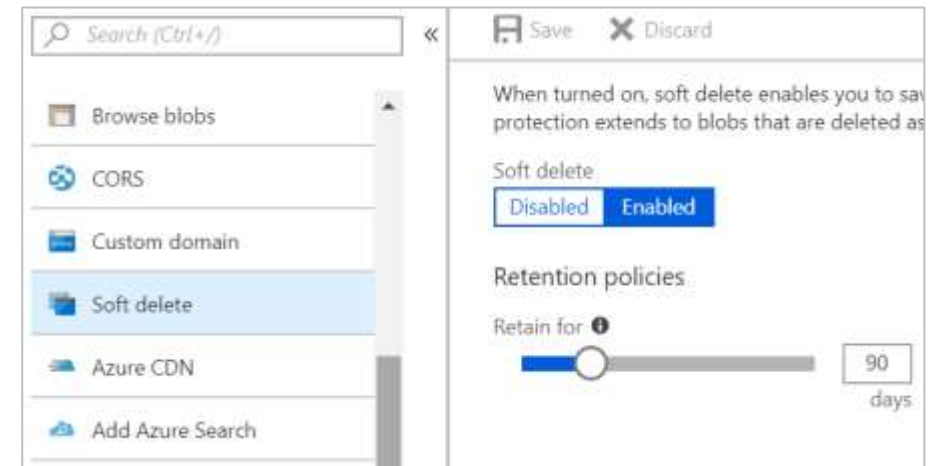 Search (Ctrl+/)
«
Browse blobs
CORS
Custom domain
Soft delete
Azure CDN
Add Azure Search
Save Discard
When turned on, soft delete enables you to
protection extends to blobs that are deleted as
Soft delete
Disabled Enabled
Retention policies
Retain for
90
days